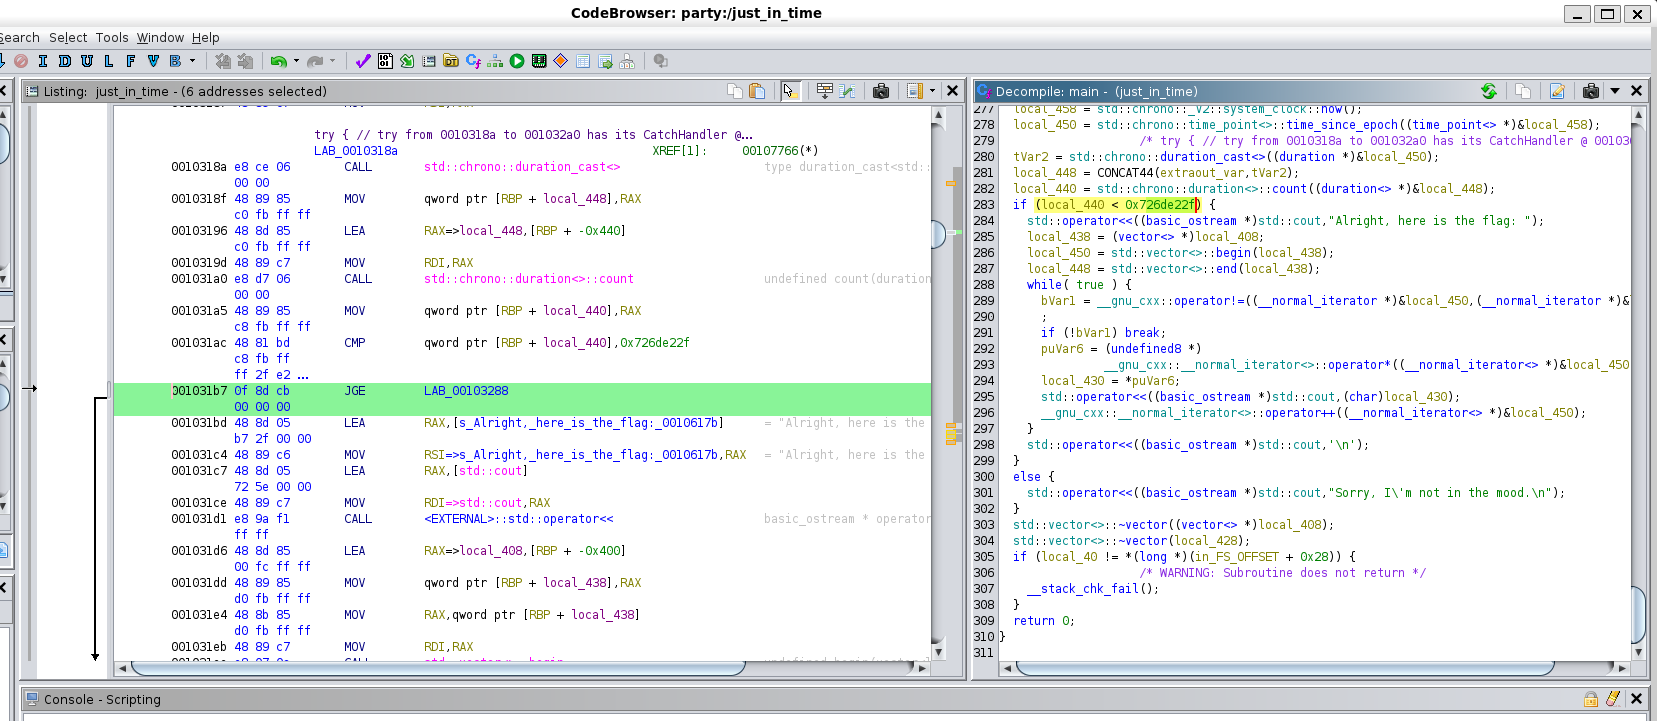 CodeBrowser: party:/just_in_time
Search Select Tools Window Help
I D U L F V B
Listing: just_in_time - (6 addresses selected)
try { // try from 0010318a to 001032a0 has its CatchHandler @...
LAB_0010318a XREF[1]: 00107766(*)
0010318a e8 ce 06 CALL std::chrono::duration_cast<> type duration_cast<std::
00 00
0010318f 48 89 85 MOV qword ptr [RBP + local_448],RAX
c0 fb ff ff
00103196 48 8d 85 LEA RAX=>local_448,[RBP + -0x440]
c0 fb ff ff
0010319d 48 89 c7 MOV RDI,RAX
001031a0 e8 d7 06 CALL std::chrono::duration<>::count undefined count(duration
00 00
001031a5 48 89 85 MOV qword ptr [RBP + local_440],RAX
c8 fb ff ff
001031ac 48 81 bd CMP qword ptr [RBP + local_440],0x726de22f
c8 fb ff
ff 2f e2 ...
001031b7 0f 8d cb JGE LAB_00103288
00 00 00
001031bd 48 8d 05 LEA RAX,[s_Alright,_here_is_the_flag:_0010617b] = "Alright, here is the
b7 2f 00 00
001031c4 48 89 c6 MOV RSI=>s_Alright,_here_is_the_flag:_0010617b,RAX = "Alright, here is the
001031c7 48 8d 05 LEA RAX,[std::cout]
72 5e 00 00
001031ce 48 89 c7 MOV RDI=>std::cout,RAX
001031d1 e8 9a f1 CALL <EXTERNAL>::std::operator<< basic_ostream * operator
ff ff
001031d6 48 8d 85 LEA RAX=>local_408,[RBP + -0x400]
00 fc ff ff
001031dd 48 89 85 MOV qword ptr [RBP + local_438],RAX
d0 fb ff ff
001031e4 48 8b 85 MOV RAX,qword ptr [RBP + local_438]
d0 fb ff ff
001031eb 48 89 c7 MOV RDI,RAX
Decompile: main - (just_in_time)
277 local_458 = std::chrono::_V2::system_clock::now();
278 local_450 = std::chrono::time_point<>::time_since_epoch((time_point<> *)&local_458);
279 /* try { // try from 0010318a to 001032a0 has its CatchHandler @ 00103
280 tVar2 = std::chrono::duration_cast<>((duration *)&local_450);
281 local_448 = CONCAT44(extraout_var,tVar2);
282 local_440 = std::chrono::duration<>::count((duration<> *)&local_448);
283 if (local_440 < 0x726de22f) {
284 std::operator<<((basic_ostream *)std::cout,"Alright, here is the flag: ");
285 local_438 = (vector<> *)local_408;
286 local_450 = std::vector<>::begin(local_438);
287 local_448 = std::vector<>::end(local_438);
288 while( true ) {
289 bVar1 = __gnu_cxx::operator!=((__normal_iterator *)&local_450,(__normal_iterator *)&
290 ;
291 if (!bVar1) break;
292 puVar6 = (undefined8 *)
293 __gnu_cxx::__normal_iterator<>::operator*((__normal_iterator<> *)&local_450
294 local_430 = *puVar6;
295 std::operator<<((basic_ostream *)std::cout,(char)local_430);
296 __gnu_cxx::__normal_iterator<>::operator++((__normal_iterator<> *)&local_450);
297 }
298 std::operator<<((basic_ostream *)std::cout,'\n');
299 }
300 else {
301 std::operator<<((basic_ostream *)std::cout,"Sorry, I\'m not in the mood.\n");
302 }
303 std::vector<>::~vector((vector<> *)local_408);
304 std::vector<>::~vector(local_428);
305 if (local_40 != *(long *)(in_FS_OFFSET + 0x28)) {
306 /* WARNING: Subroutine does not return */
307 __stack_chk_fail();
308 }
309 return 0;
310 }
311
Console - Scripting